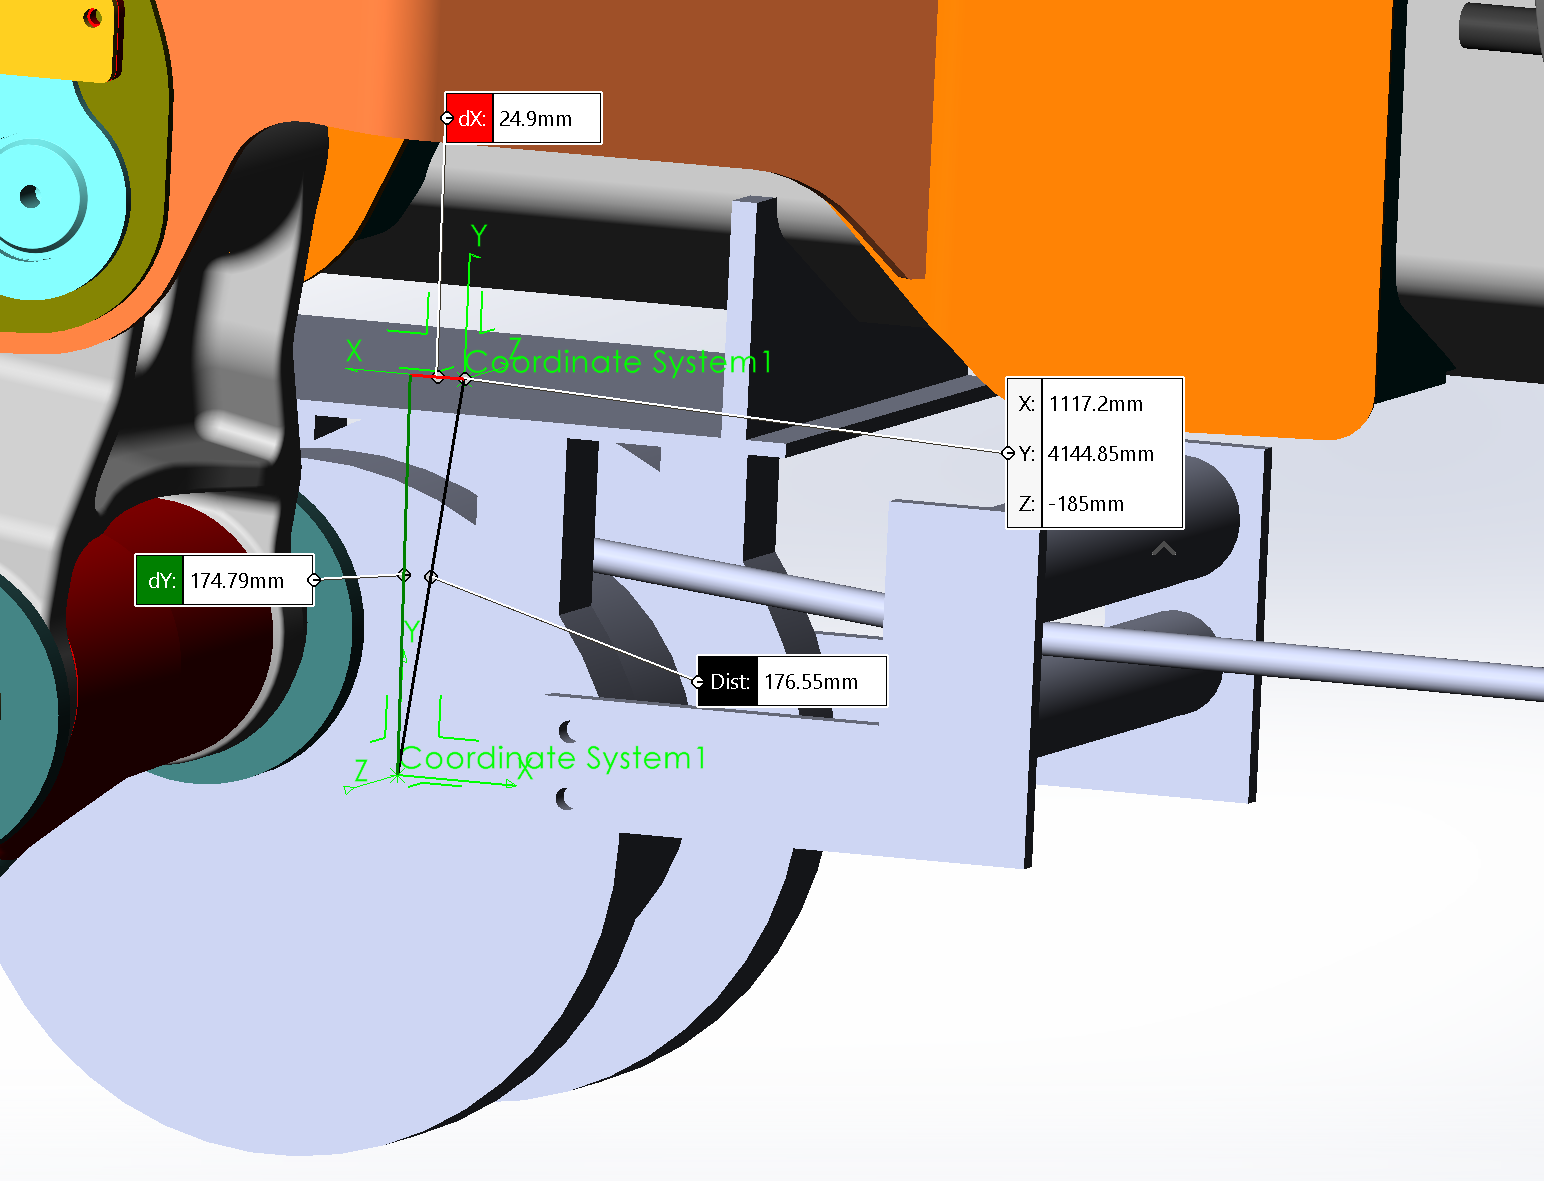 dX: 24.9mm
Y
X
Z
Coordinate System1
X: 1117.2mm
Y: 4144.85mm
Z: -185mm
dY: 174.79mm
Y
Dist: 176.55mm
Coordinate System1
Z
X